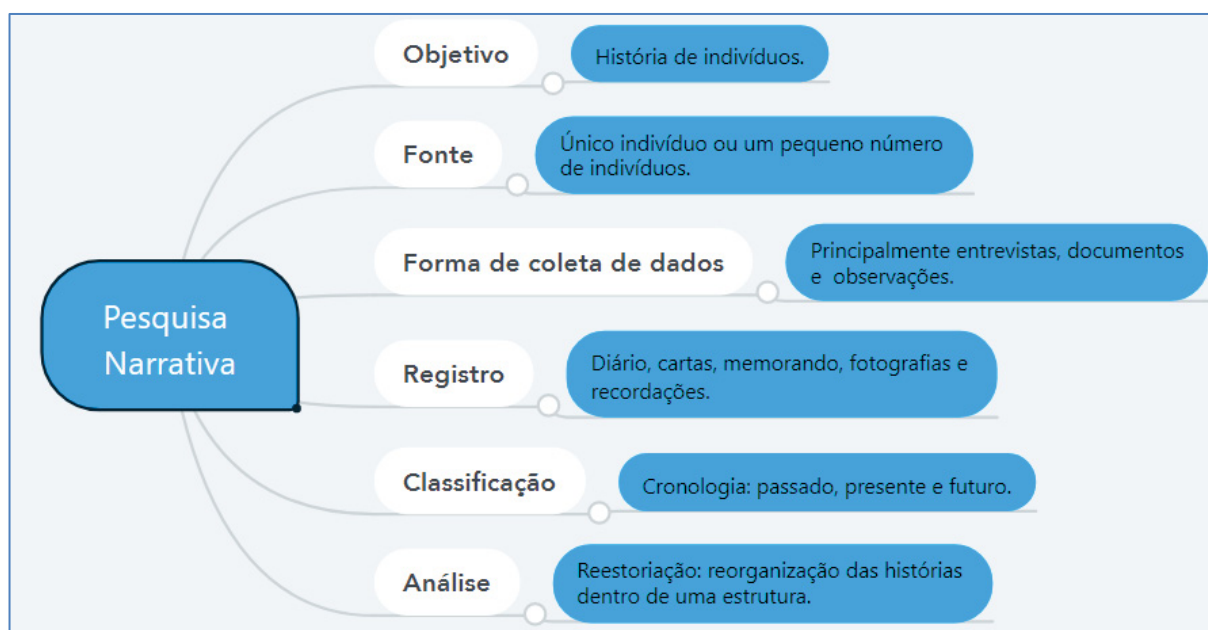 Objetivo
História de indivíduos.
Fonte
Único indivíduo ou um pequeno número
de indivíduos.
Forma de coleta de dados
Principalmente entrevistas, documentos
e observações.
Pesquisa
Narrativa
Registro
Diário, cartas, memorando, fotografias e
recordações.
Classificação
Cronologia: passado, presente e futuro.
Análise
Reestoriação: reorganização das histórias
dentro de uma estrutura.